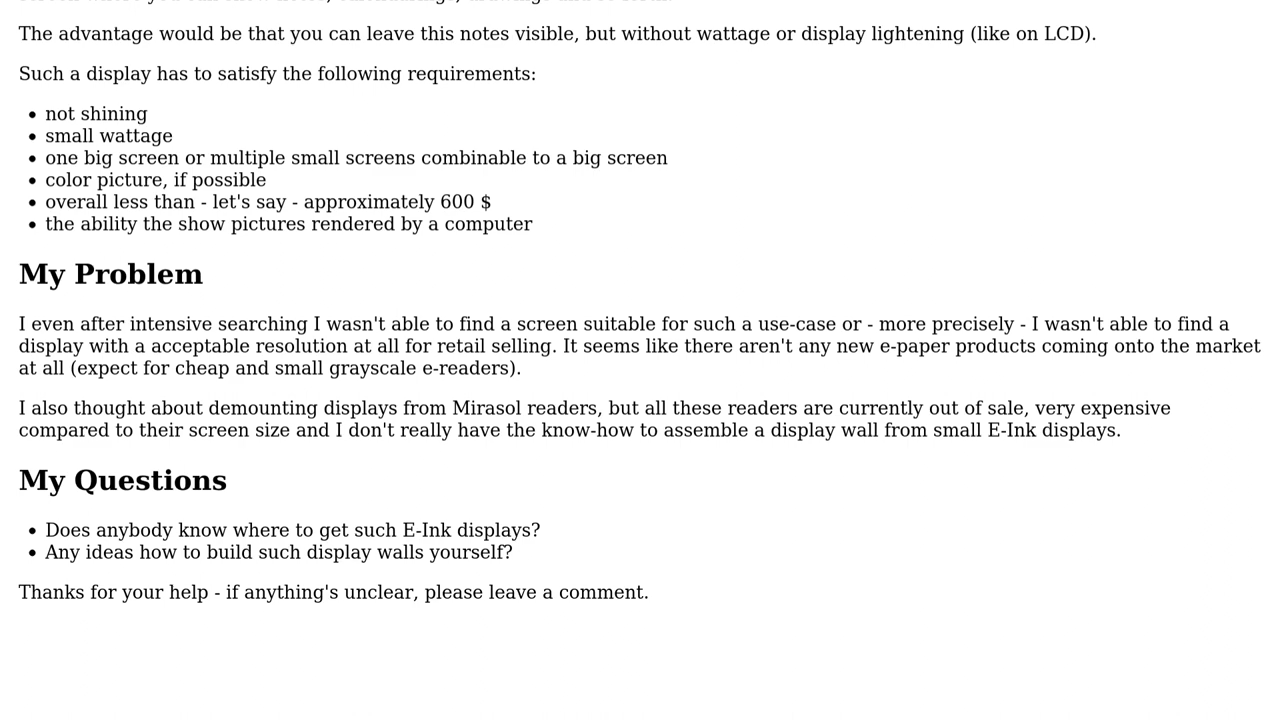 The advantage would be that you can leave this notes visible, but without wattage or display lightening (like on LCD).
Such a display has to satisfy the following requirements:
• not shining
• small wattage
• one big screen or multiple small screens combinable to a big screen
• color picture, if possible
• overall less than - let's say - approximately 600 $
• the ability the show pictures rendered by a computer
My Problem
I even after intensive searching I wasn't able to find a screen suitable for such a use-case or - more precisely - I wasn't able to find a
display with a acceptable resolution at all for retail selling. It seems like there aren't any new e-paper products coming onto the market
at all (expect for cheap and small grayscale e-readers).
I also thought about demounting displays from Mirasol readers, but all these readers are currently out of sale, very expensive
compared to their screen size and I don't really have the know-how to assemble a display wall from small E-Ink displays.
My Questions
• Does anybody know where to get such E-Ink displays?
• Any ideas how to build such display walls yourself?
Thanks for your help - if anything's unclear, please leave a comment.